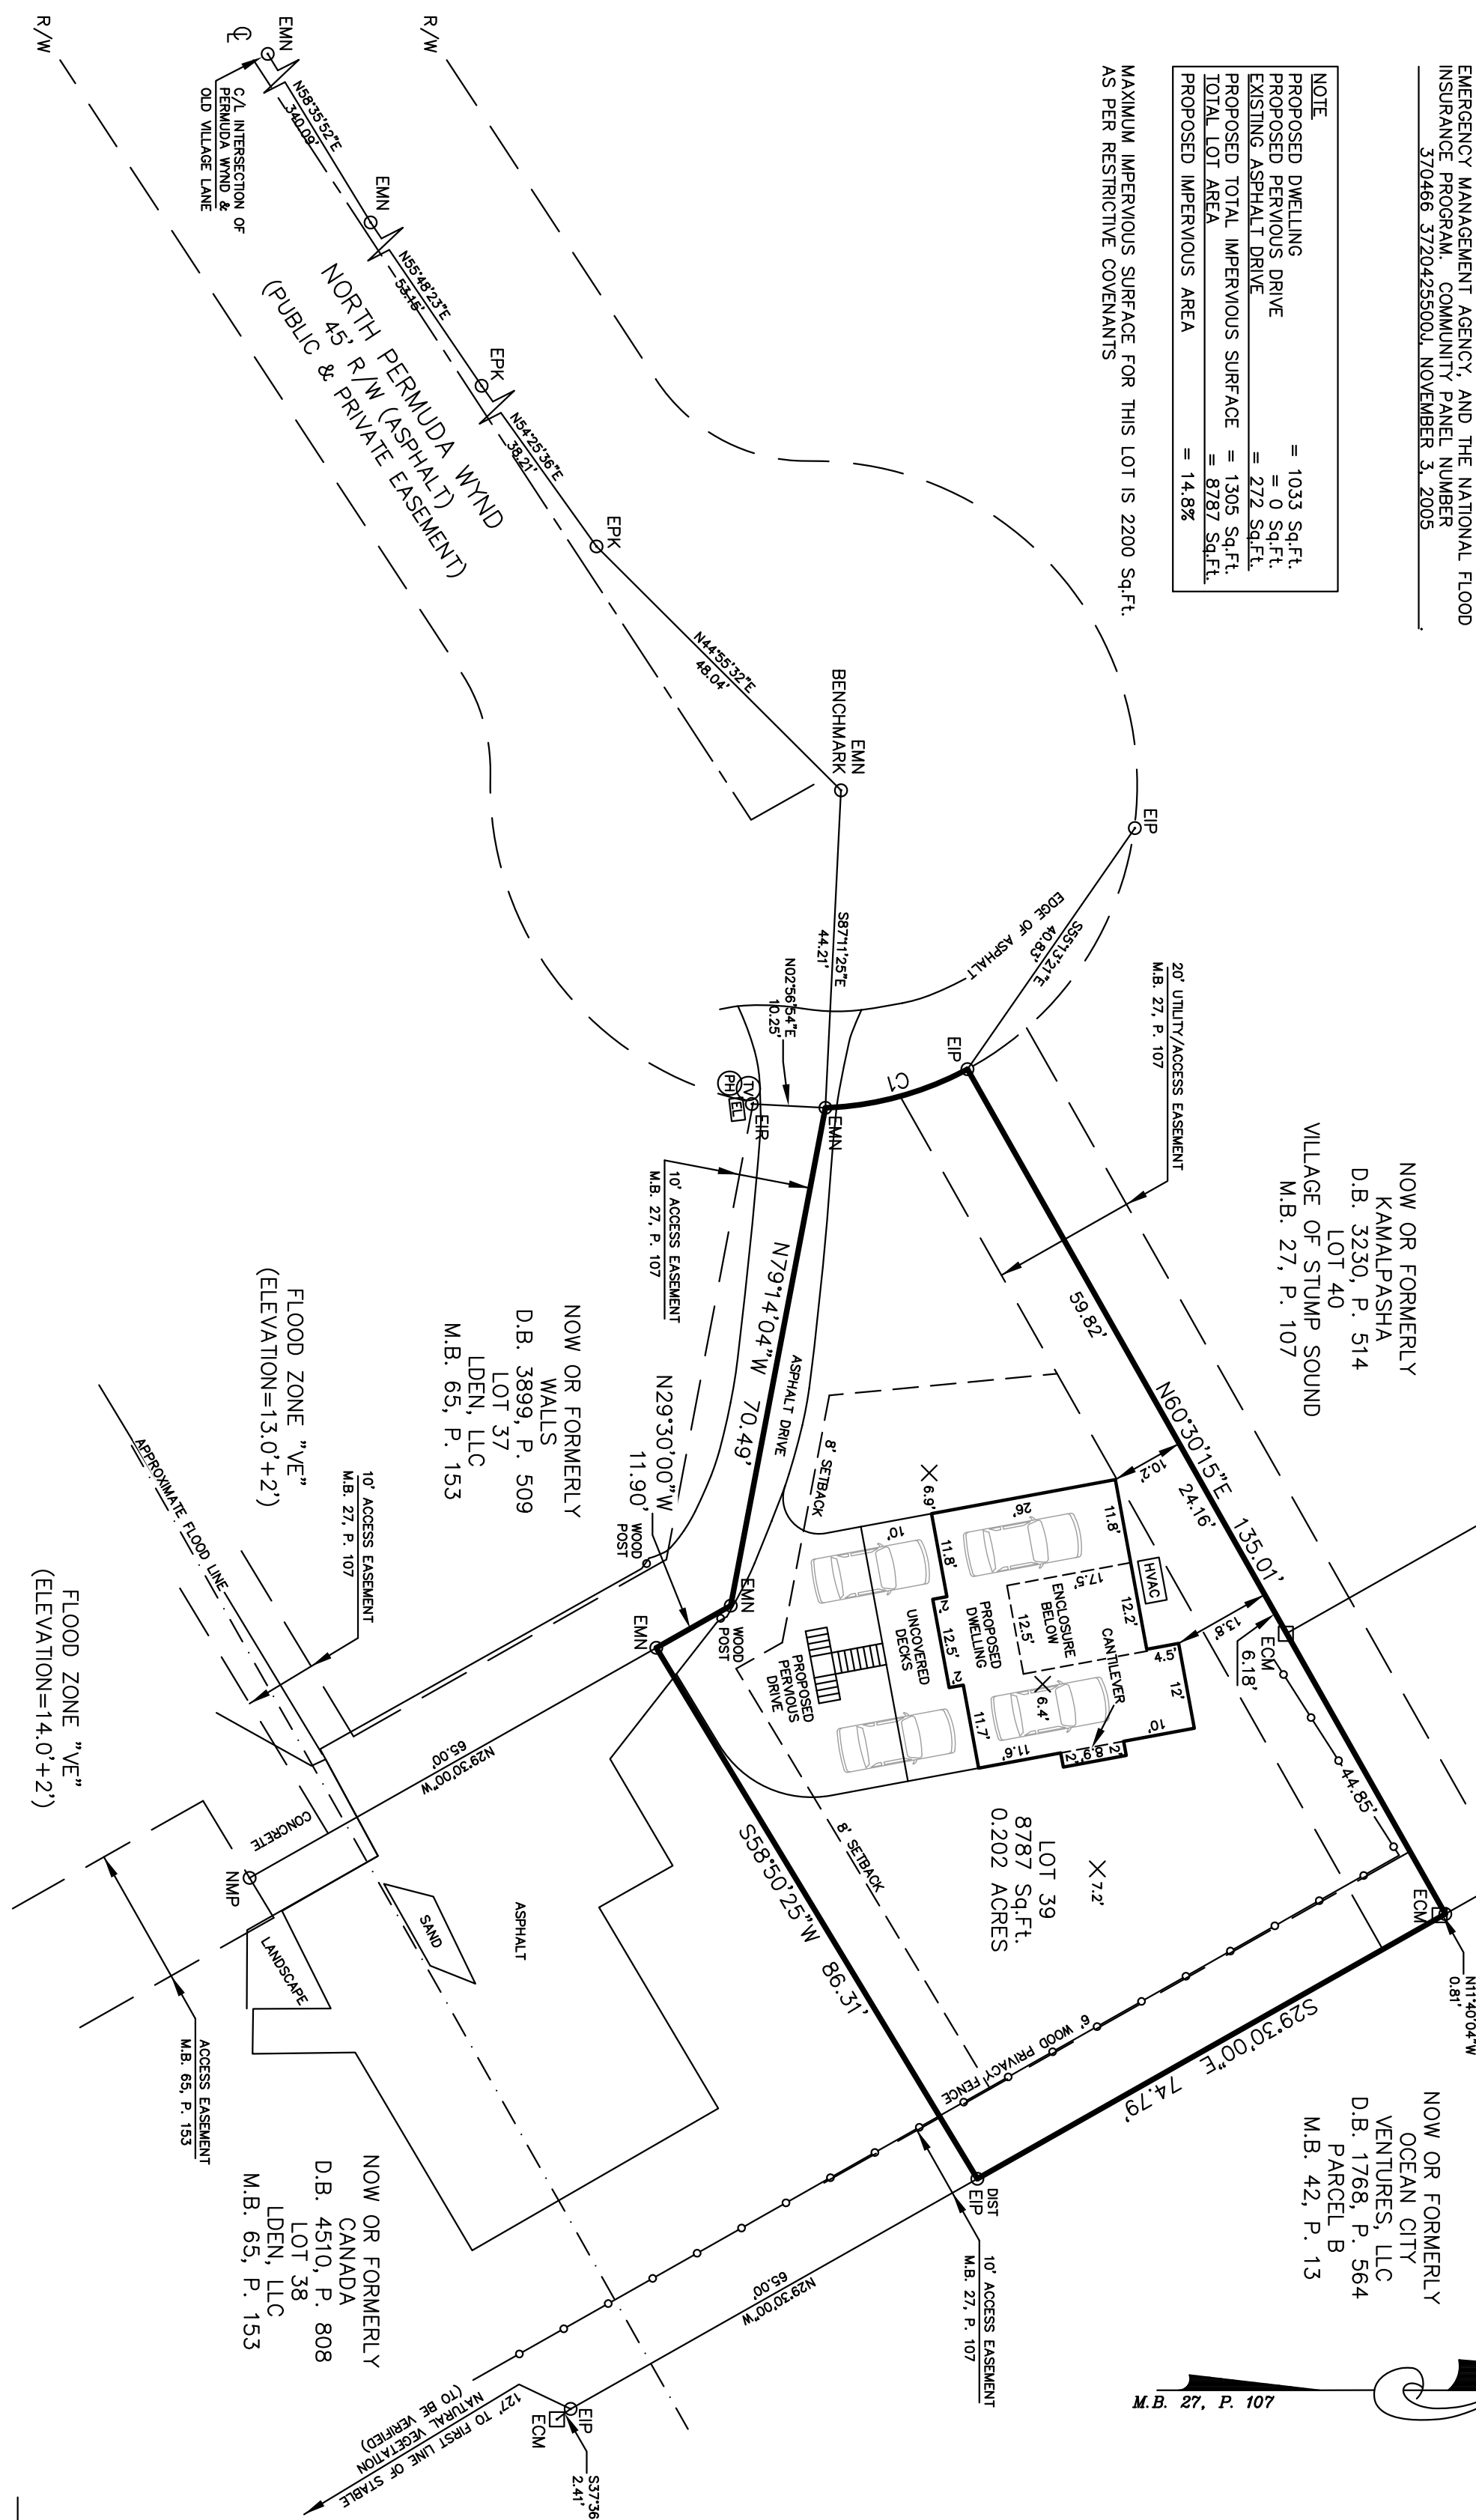 EMERGENCY MANAGEMENT AGENCY, AND THE NATIONAL FLOOD
INSURANCE PROGRAM. COMMUNITY PANEL NUMBER
370466 3720425500J, NOVEMBER 3, 2005.
NOTE
PROPOSED DWELLING = 1033 Sq.Ft.
PROPOSED PERVIOUS DRIVE = 0 Sq.Ft.
EXISTING ASPHALT DRIVE = 272 Sq.Ft.
PROPOSED TOTAL IMPERVIOUS SURFACE = 1305 Sq.Ft.
TOTAL LOT AREA = 8787 Sq.Ft.
PROPOSED IMPERVIOUS AREA = 14.8%
MAXIMUM IMPERVIOUS SURFACE FOR THIS LOT IS 2200 Sq.Ft.
AS PER RESTRICTIVE COVENANTS
R/W
R/W
EMN
C/L INTERSECTION OF
PERMUDA WYND &
OLD VILLAGE LANE
N58°35'52"E
340.09'
EMN
N55°48'23"E
53.15'
EPK
N54°25'36"E
38.21'
EPK
N44°55'32"E
48.04'
NORTH PERMUDA WYND
45' R/W (ASPHALT)
(PUBLIC & PRIVATE EASEMENT)
EMN
BENCHMARK
EIP
S87°11'25"E
44.21'
EDGE OF ASPHALT
S55°13'21"E
40.83'
N02°56'54"E
10.25'
20' UTILITY/ACCESS EASEMENT
M.B. 27, P. 107
EIP
C1
EMN
TV
PH
EL
EIR
10' ACCESS EASEMENT
M.B. 27, P. 107
NOW OR FORMERLY
KAMALPASHA
D.B. 3230, P. 514
LOT 40
VILLAGE OF STUMP SOUND
M.B. 27, P. 107
59.82'
N60°30'15"E 135.01'
24.16'
N79°14'04"W 70.49'
ASPHALT DRIVE
8' SETBACK
NOW OR FORMERLY
WALLS
D.B. 3899, P. 509
LOT 37
LDEN, LLC
M.B. 65, P. 153
N29°30'00"W
11.90'
WOOD
POST
FLOOD ZONE "VE"
(ELEVATION=13.0'+2')
10' ACCESS EASEMENT
M.B. 27, P. 107
APPROXIMATE FLOOD LINE
FLOOD ZONE "VE"
(ELEVATION=14.0'+2')
10.2'
11.8'
26'
6.9'
10'
11.8'
HVAC
17.5'
12.2'
ENCLOSURE
BELOW
12.5'
PROPOSED
DWELLING
2'
12.5'
2'
UNCOVERED
DECKS
CANTILEVER
6.4'
4.5'
12'
10'
2'
8.9'
2'
11.6'
11.7'
13.8'
PROPOSED
PERVIOUS
DRIVE
ECM
6.18'
44.85'
EMN
WOOD
POST
EMN
N29°30'00"W
65.00'
CONCRETE
NMP
LANDSCAPE
SAND
ASPHALT
S58°50'25"W 86.31'
8' SETBACK
LOT 39
8787 Sq.Ft.
0.202 ACRES
7.2'
ECM
N11°40'04"W
0.81'
S29°30'00"E 74.79'
6' WOOD PRIVACY FENCE
ACCESS EASEMENT
M.B. 65, P. 153
NOW OR FORMERLY
OCEAN CITY
VENTURES, LLC
D.B. 1768, P. 564
PARCEL B
M.B. 42, P. 13
DIST
EIP
10' ACCESS EASEMENT
M.B. 27, P. 107
N29°30'00"W
65.00'
NOW OR FORMERLY
CANADA
D.B. 4510, P. 808
LOT 38
LDEN, LLC
M.B. 65, P. 153
127' TO FIRST LINE OF STABLE
NATURAL VEGETATION
(TO BE VERIFIED)
EIP
ECM
S37°36
2.41'
M.B. 27, P. 107